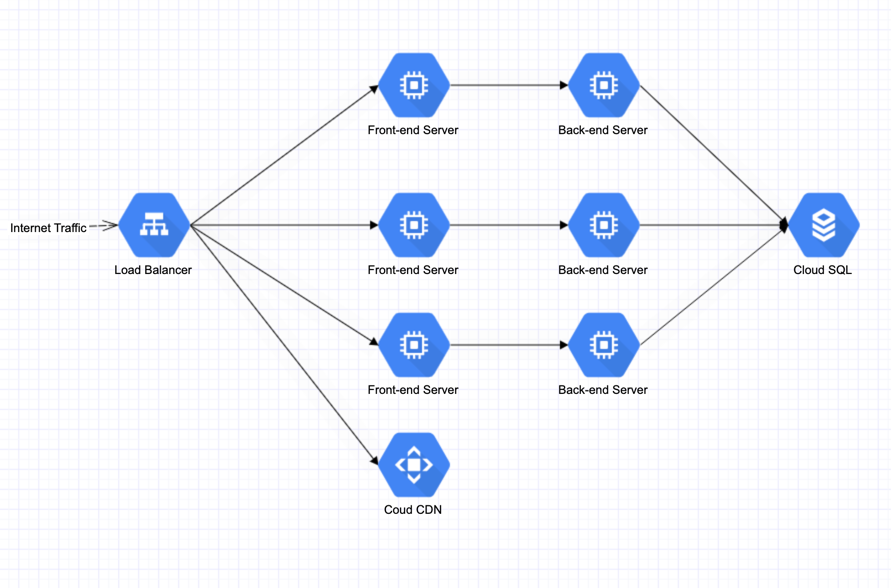 Front-end Server
Back-end Server
Internet Traffic
Load Balancer
Front-end Server
Back-end Server
Cloud SQL
Front-end Server
Back-end Server
Coud CDN